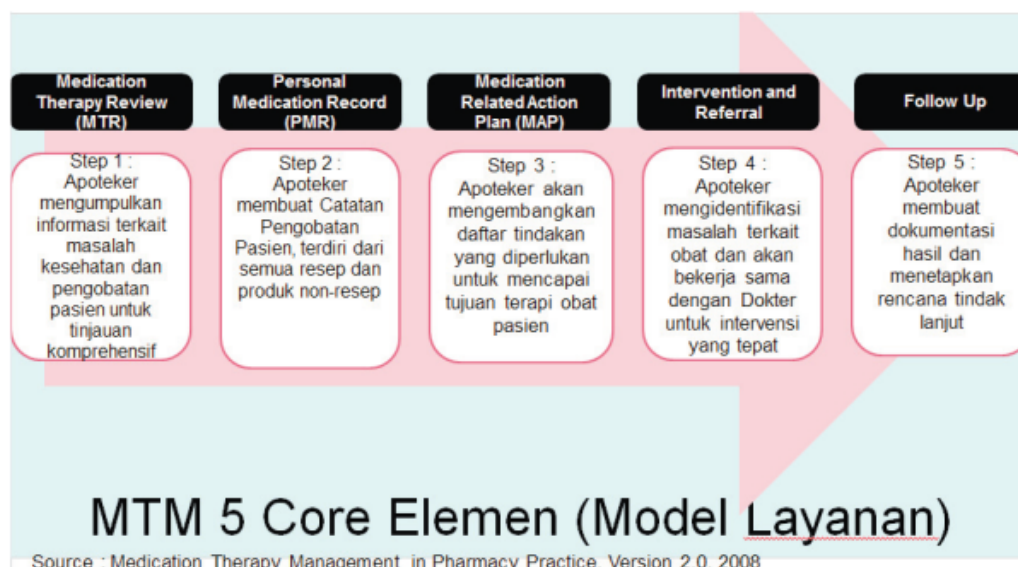 Medication
Therapy Review
(MTR)
Step 1 :
Apoteker
mengumpulkan
informasi terkait
masalah
kesehatan dan
pengobatan
pasien untuk
tinjauan
komprehensif
Personal
Medication Record
(PMR)
Step 2 :
Apoteker
membuat Catatan
Pengobatan
Pasien, terdiri dari
semua resep dan
produk non-resep
Medication
Related Action
Plan (MAP)
Step 3 :
Apoteker akan
mengembangkan
daftar tindakan
yang diperlukan
untuk mencapai
tujuan terapi obat
pasien
Intervention and
Referral
Step 4 :
Apoteker
mengidentifikasi
masalah terkait
obat dan akan
bekerja sama
dengan Dokter
untuk intervensi
yang tepat
Follow Up
Step 5 :
Apoteker
membuat
dokumentasi
hasil dan
menetapkan
rencana tindak
lanjut
MTM 5 Core Elemen (Model Layanan)
Source : Medication Therapy Management in Pharmacy Practice Version 2.0, 2008